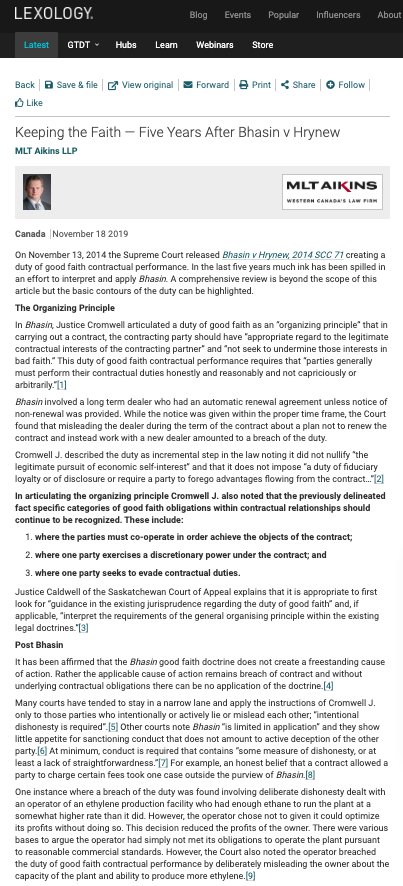 LEXOLOGY.
Blog Events Popular Influencers About
Latest GTDT Hubs Learn Webinars Store
Back Save & file View original Forward Print Share Follow
Like
Keeping the Faith — Five Years After Bhasin v Hrynew
MLT Aikins LLP
MLT AIKINS
WESTERN CANADA'S LAW FIRM
Canada | November 18 2019
On November 13, 2014 the Supreme Court released Bhasin v Hrynew, 2014 SCC 71 creating a
duty of good faith contractual performance. In the last five years much ink has been spilled in
an effort to interpret and apply Bhasin. A comprehensive review is beyond the scope of this
article but the basic contours of the duty can be highlighted.
The Organizing Principle
In Bhasin, Justice Cromwell articulated a duty of good faith as an "organizing principle" that in
carrying out a contract, the contracting party should have "appropriate regard to the legitimate
contractual interests of the contracting partner" and "not seek to undermine those interests in
bad faith." This duty of good faith contractual performance requires that "parties generally
must perform their contractual duties honestly and reasonably and not capriciously or
arbitrarily."[1]
Bhasin involved a long term dealer who had an automatic renewal agreement unless notice of
non-renewal was provided. While the notice was given within the proper time frame, the Court
found that misleading the dealer during the term of the contract about a plan not to renew the
contract and instead work with a new dealer amounted to a breach of the duty.
Cromwell J. described the duty as incremental step in the law noting it did not nullify "the
legitimate pursuit of economic self-interest" and that it does not impose "a duty of fiduciary
loyalty or of disclosure or require a party to forego advantages flowing from the contract..."[2]
In articulating the organizing principle Cromwell J. also noted that the previously delineated
fact specific categories of good faith obligations within contractual relationships should
continue to be recognized. These include:
1. where the parties must co-operate in order achieve the objects of the contract;
2. where one party exercises a discretionary power under the contract; and
3. where one party seeks to evade contractual duties.
Justice Caldwell of the Saskatchewan Court of Appeal explains that it is appropriate to first
look for "guidance in the existing jurisprudence regarding the duty of good faith" and, if
applicable, "interpret the requirements of the general organising principle within the existing
legal doctrines."[3]
Post Bhasin
It has been affirmed that the Bhasin good faith doctrine does not create a freestanding cause
of action. Rather the applicable cause of action remains breach of contract and without
underlying contractual obligations there can be no application of the doctrine.[4]
Many courts have tended to stay in a narrow lane and apply the instructions of Cromwell J.
only to those parties who intentionally or actively lie or mislead each other; "intentional
dishonesty is required".[5] Other courts note Bhasin "is limited in application" and they show
little appetite for sanctioning conduct that does not amount to active deception of the other
party.[6] At minimum, conduct is required that contains "some measure of dishonesty, or at
least a lack of straightforwardness."[7] For example, an honest belief that a contract allowed a
party to charge certain fees took one case outside the purview of Bhasin.[8]
One instance where a breach of the duty was found involving deliberate dishonesty dealt with
an operator of an ethylene production facility who had enough ethane to run the plant at a
somewhat higher rate than it did. However, the operator chose not to given it could optimize
its profits without doing so. This decision reduced the profits of the owner. There were various
bases to argue the operator had simply not met its obligations to operate the plant pursuant
to reasonable commercial standards. However, the Court also noted the operator breached
the duty of good faith contractual performance by deliberately misleading the owner about the
capacity of the plant and ability to produce more ethylene.[9]